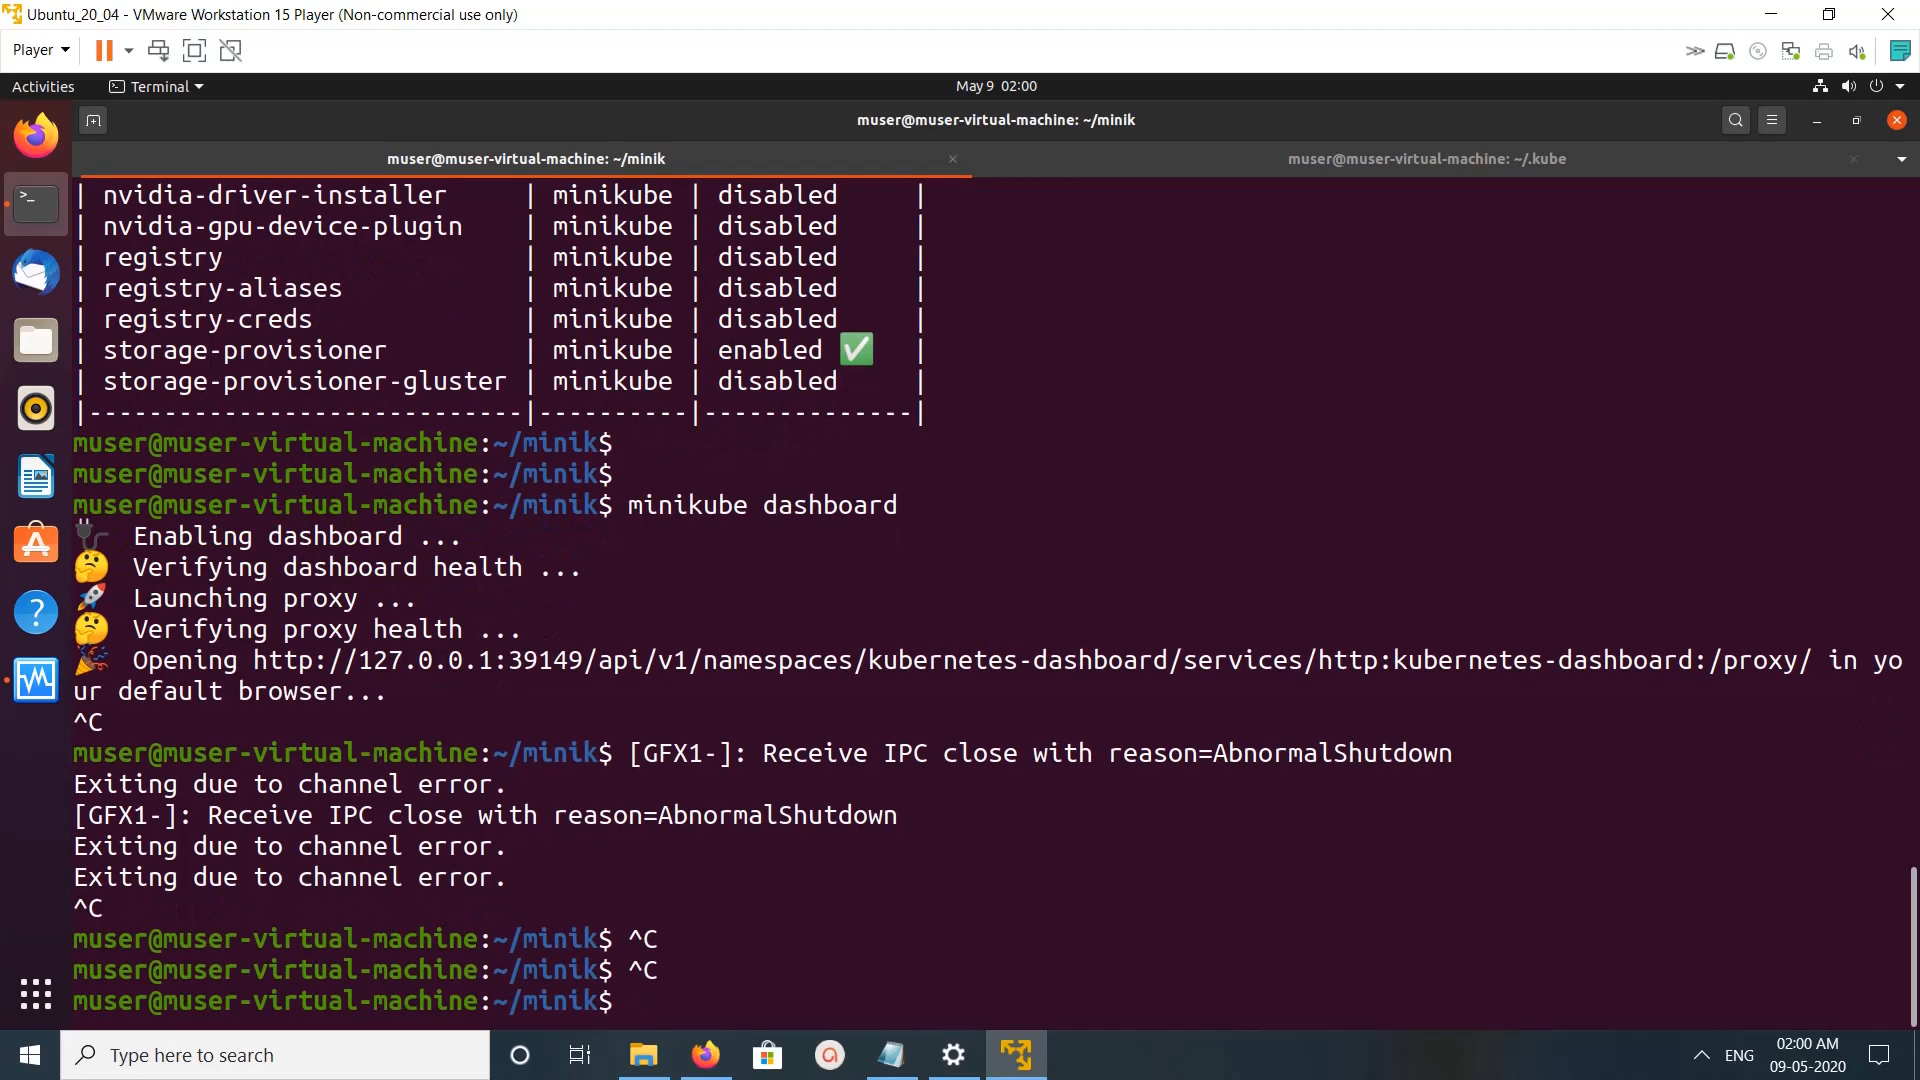 Ubuntu_20_04 - VMware Workstation 15 Player (Non-commercial use only)
Player
Activities
Terminal
May 9 02:00
muser@muser-virtual-machine: ~/minik
muser@muser-virtual-machine: ~/minik
muser@muser-virtual-machine: ~/.kube
| nvidia-driver-installer | minikube | disabled |
| nvidia-gpu-device-plugin | minikube | disabled |
| registry | minikube | disabled |
| registry-aliases | minikube | disabled |
| registry-creds | minikube | disabled |
| storage-provisioner | minikube | enabled ✅ |
| storage-provisioner-gluster | minikube | disabled |
|-----------------------------|----------|--------------|
muser@muser-virtual-machine:~/minik$
muser@muser-virtual-machine:~/minik$
muser@muser-virtual-machine:~/minik$ minikube dashboard
🔌 Enabling dashboard ...
🤔 Verifying dashboard health ...
🚀 Launching proxy ...
🤔 Verifying proxy health ...
🎉 Opening http://127.0.0.1:39149/api/v1/namespaces/kubernetes-dashboard/services/http:kubernetes-dashboard:/proxy/ in yo
ur default browser...
^C
muser@muser-virtual-machine:~/minik$ [GFX1-]: Receive IPC close with reason=AbnormalShutdown
Exiting due to channel error.
[GFX1-]: Receive IPC close with reason=AbnormalShutdown
Exiting due to channel error.
Exiting due to channel error.
^C
muser@muser-virtual-machine:~/minik$ ^C
muser@muser-virtual-machine:~/minik$ ^C
muser@muser-virtual-machine:~/minik$
Type here to search
ENG
02:00 AM
09-05-2020